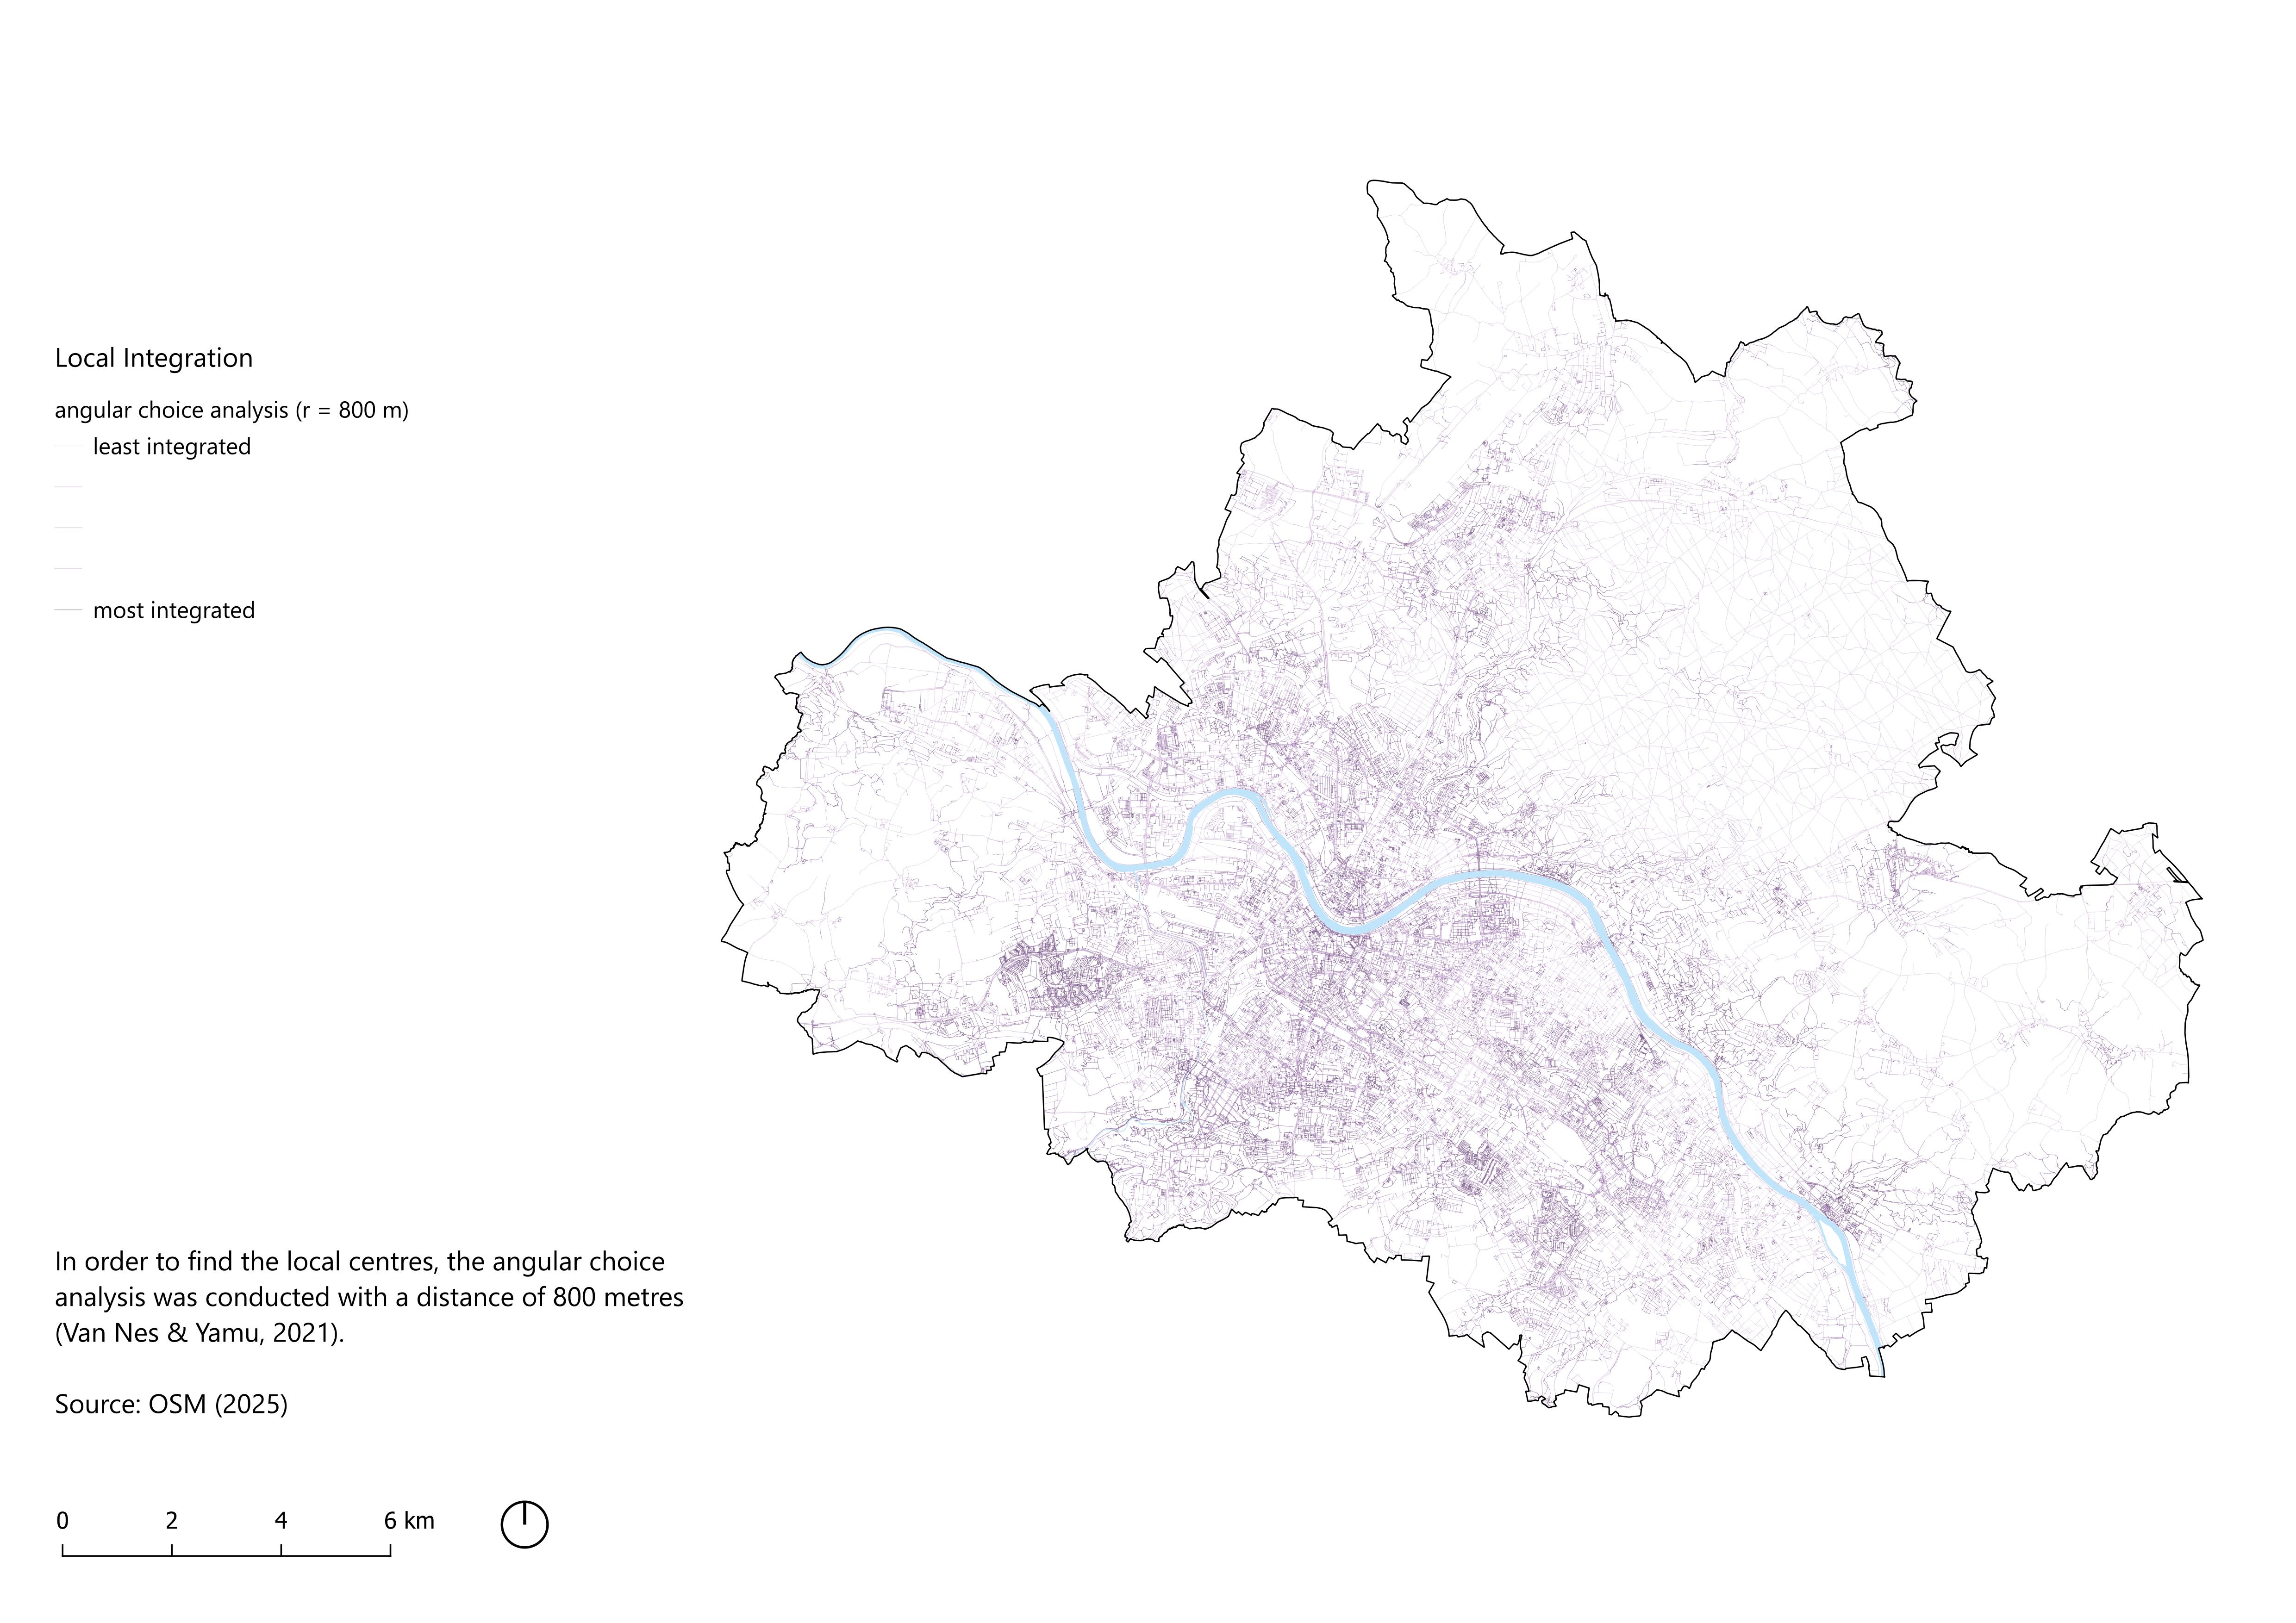 Local Integration
angular choice analysis (r = 800 m)
least integrated
most integrated
In order to find the local centres, the angular choice
analysis was conducted with a distance of 800 metres
(Van Nes & Yamu, 2021).
Source: OSM (2025)
0 2 4 6 km